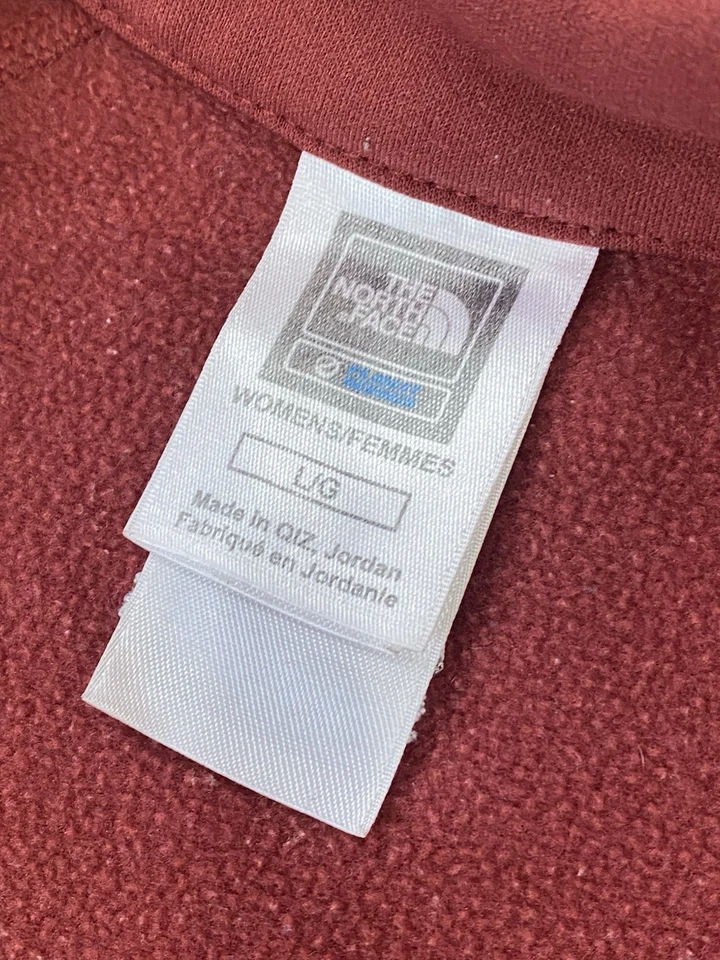 THE
NORTH
FACE
WOMENS/FEMMES
L/G
Made in QIZ, Jordan
Fabriqué en Jordanie